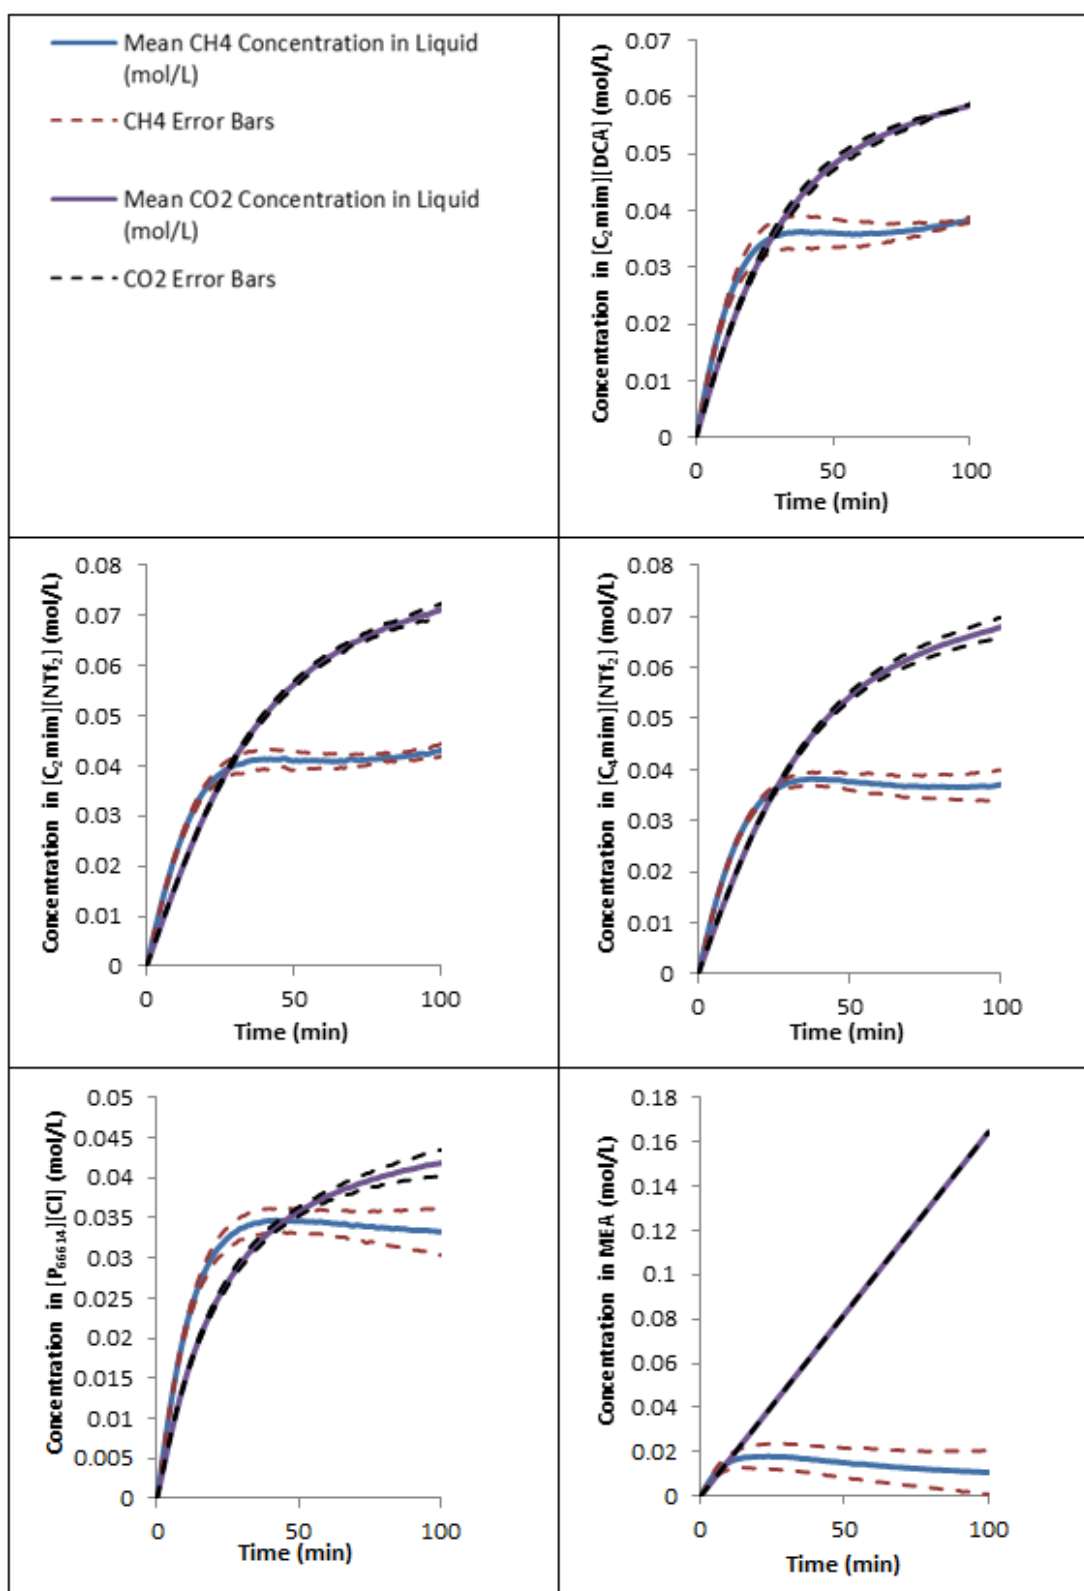 Mean CH4 Concentration in Liquid
(mol/L)
CH4 Error Bars
Mean CO2 Concentration in Liquid
(mol/L)
CO2 Error Bars
Concentration in [C₂mim][DCA] (mol/L)
0.07
0.06
0.05
0.04
0.03
0.02
0.01
0
0 50 100
Time (min)
Concentration in [C₂mim][NTf₂] (mol/L)
0.08
0.07
0.06
0.05
0.04
0.03
0.02
0.01
0
0 50 100
Time (min)
Concentration in [C₄mim][NTf₂] (mol/L)
0.08
0.07
0.06
0.05
0.04
0.03
0.02
0.01
0
0 50 100
Time (min)
Concentration in [P₆₆₆₁₄][Cl] (mol/L)
0.05
0.045
0.04
0.035
0.03
0.025
0.02
0.015
0.01
0.005
0
0 50 100
Time (min)
Concentration in MEA (mol/L)
0.18
0.16
0.14
0.12
0.1
0.08
0.06
0.04
0.02
0
0 50 100
Time (min)